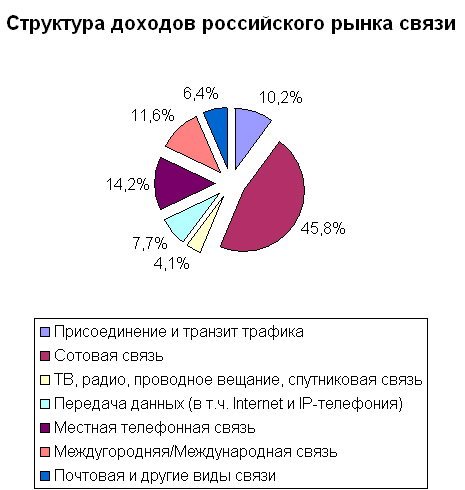 Структура доходов российского рынка связи
6,4%
10,2%
11,6%
14,2%
45,8%
7,7%
4,1%
Присоединение и транзит трафика
Сотовая связь
ТВ, радио, проводное вещание, спутниковая связь
Передача данных (в т.ч. Internet и IP-телефония)
Местная телефонная связь
Междугородняя/Международная связь
Почтовая и другие виды связи